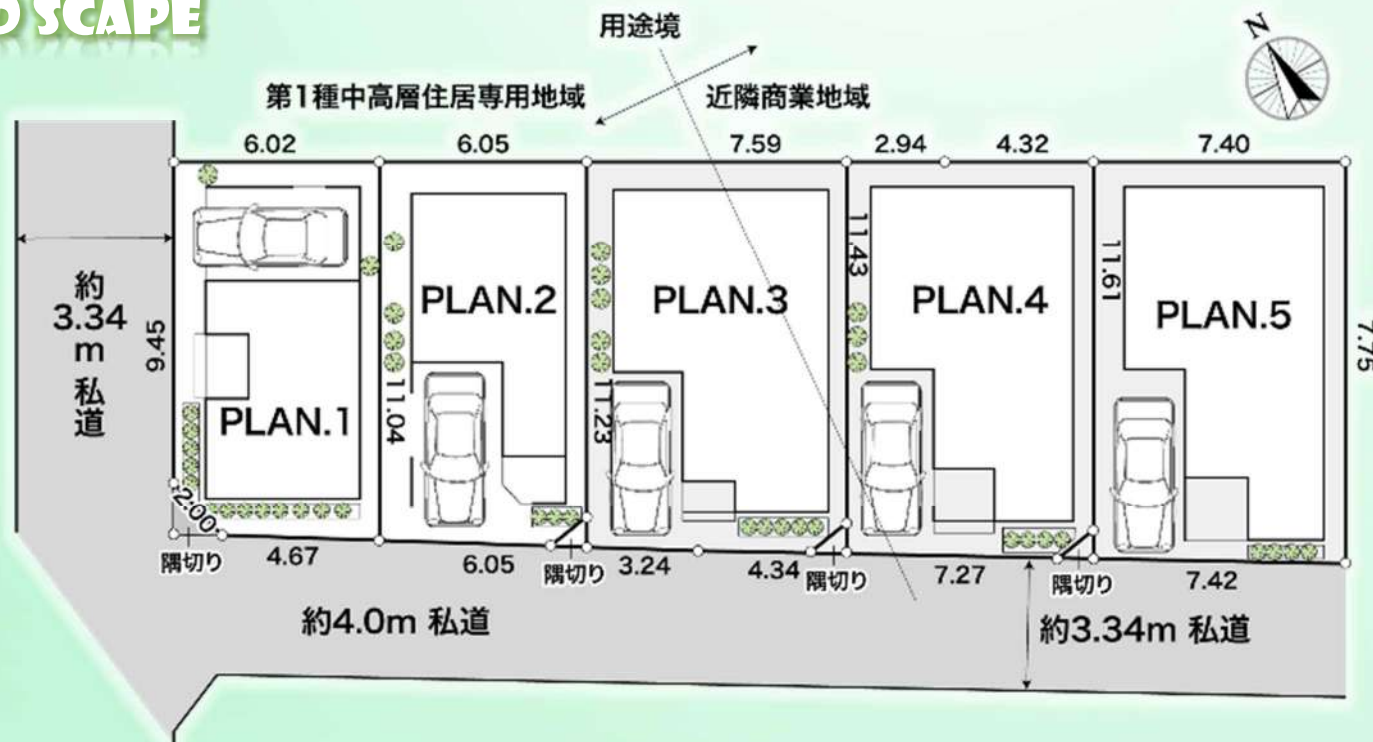 O SCAPE
用途境
N
第1種中高層住居専用地域
近隣商業地域
6.02
6.05
7.59
2.94
4.32
7.40
約
3.34
m
私
道
9.45
PLAN.1
PLAN.2
PLAN.3
PLAN.4
PLAN.5
11.04
11.23
11.43
11.61
7.75
2.00
隅切り
4.67
6.05
隅切り
3.24
4.34
隅切り
7.27
隅切り
7.42
約4.0m 私道
約3.34m 私道